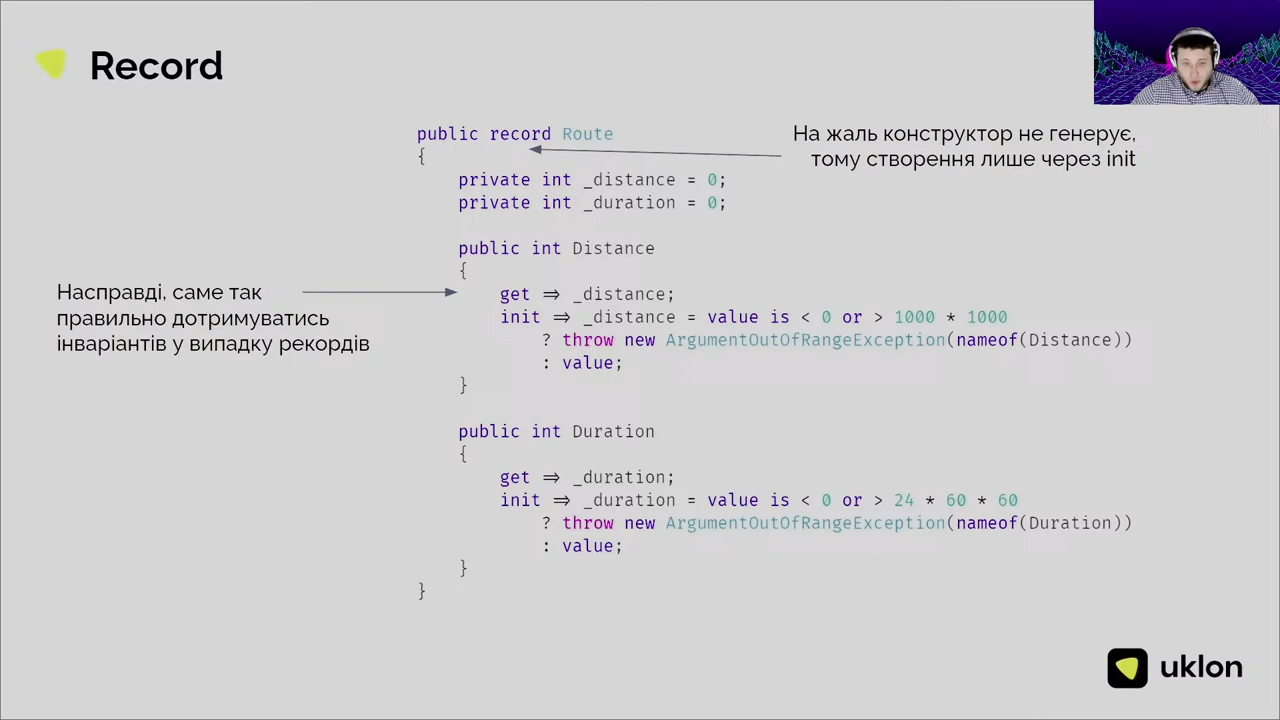 Record
public record Route
{
private int _distance = 0;
private int _duration = 0;
public int Distance
{
get => _distance;
init => _distance = value is < 0 or > 1000 * 1000
? throw new ArgumentOutOfRangeException(nameof(Distance))
: value;
}
public int Duration
{
get => _duration;
init => _duration = value is < 0 or > 24 * 60 * 60
? throw new ArgumentOutOfRangeException(nameof(Duration))
: value;
}
}
На жаль конструктор не генерує,
тому створення лише через init
Насправді, саме так
правильно дотримуватись
інваріантів у випадку рекордів
uklon